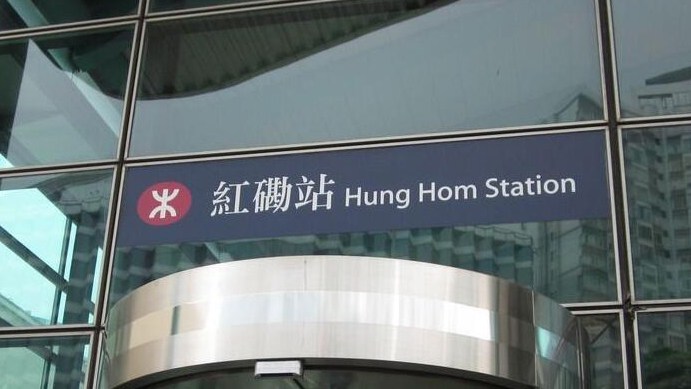 紅磡站 Hung Hom Station